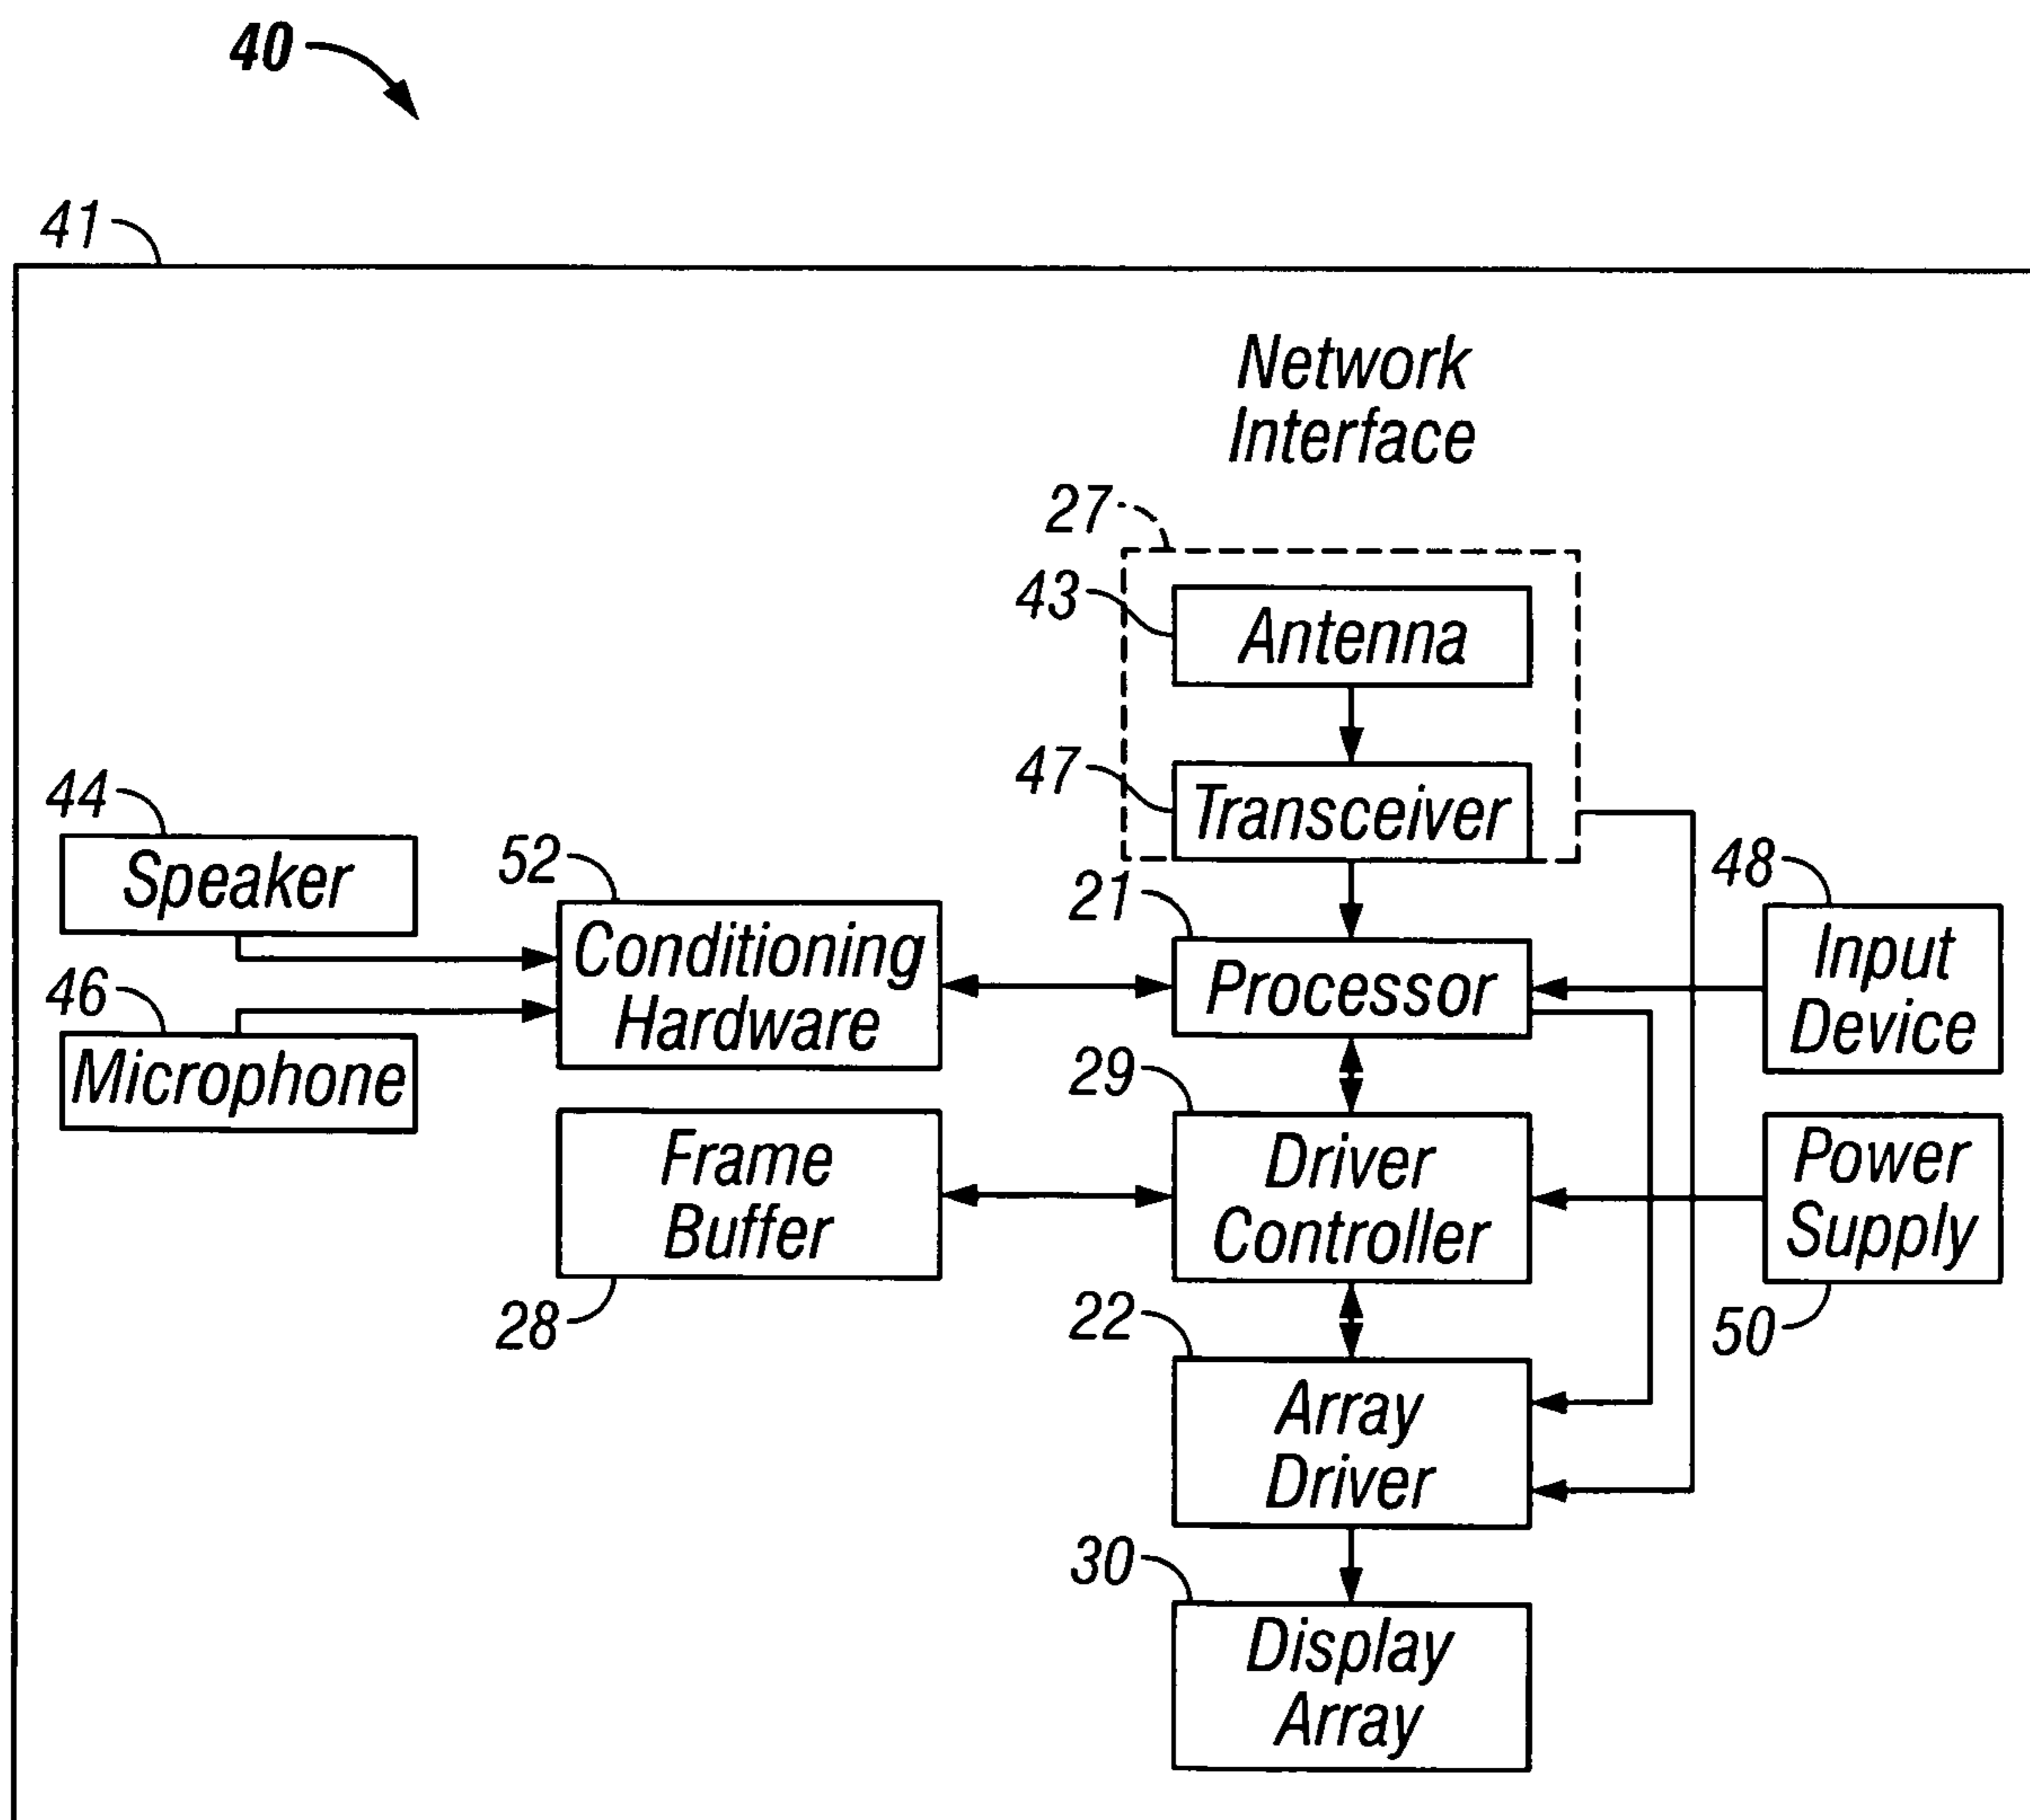 40
41
Network
Interface
27
43
Antenna
47
Transceiver
44
Speaker
52
Conditioning
Hardware
21
Processor
48
Input
Device
46
Microphone
29
Driver
Controller
Frame
Buffer
28
Power
Supply
50
22
Array
Driver
30
Display
Array